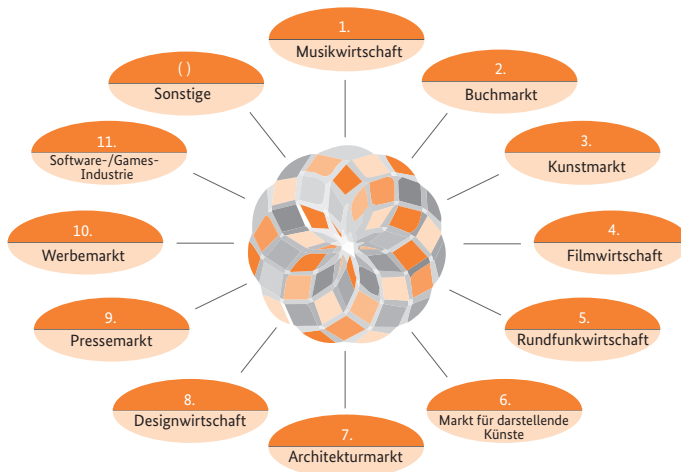 1.
Musikwirtschaft
2.
Buchmarkt
3.
Kunstmarkt
4.
Filmwirtschaft
5.
Rundfunkwirtschaft
6.
Markt für darstellende
Künste
7.
Architekturmarkt
8.
Designwirtschaft
9.
Pressemarkt
10.
Werbemarkt
11.
Software-/Games-
Industrie
( )
Sonstige